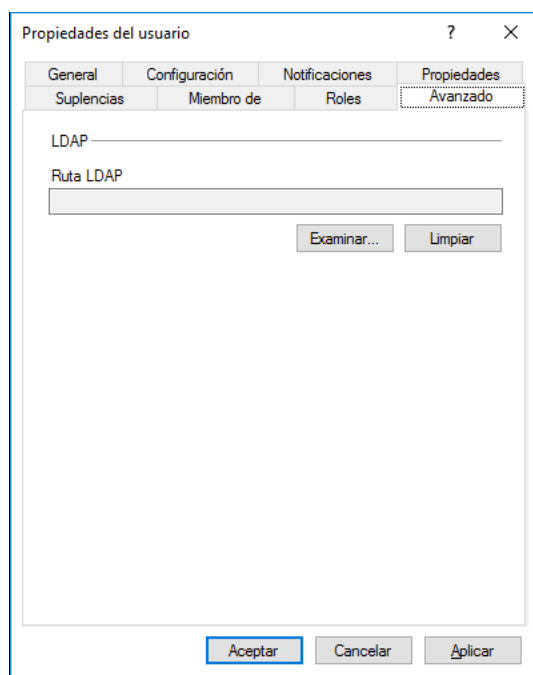 Propiedades del usuario ?
General Configuración Notificaciones Propiedades
Suplencias Miembro de Roles Avanzado
LDAP
Ruta LDAP
Examinar... Limpiar
Aceptar Cancelar Aplicar